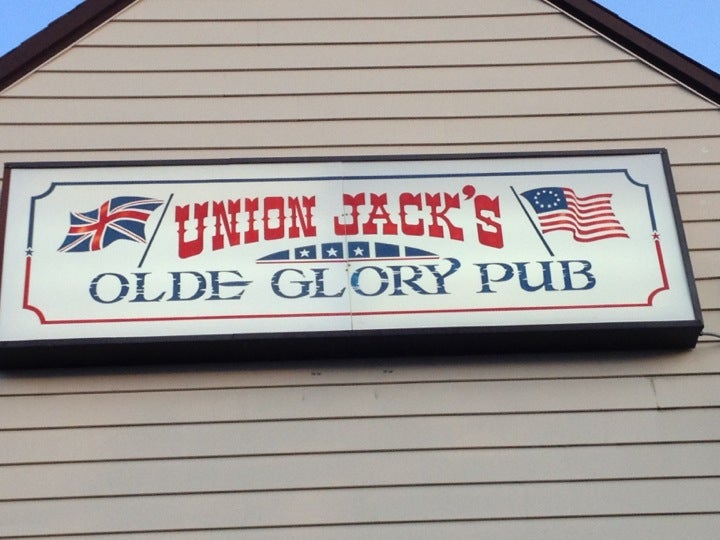 UNION JACK'S
OLDE GLORY PUB